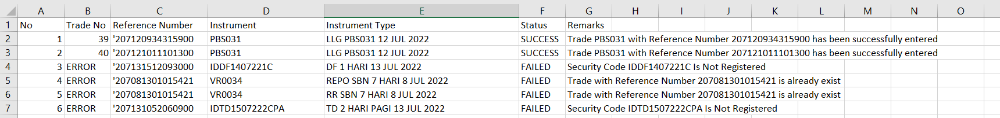 A B C D E F G H I J K L M N O
1 No Trade No Reference Number Instrument Instrument Type Status Remarks
2 1 39 '207120934315900 PBS031 LLG PBS031 12 JUL 2022 SUCCESS Trade PBS031 with Reference Number 207120934315900 has been successfully entered
3 2 40 '207121011101300 PBS031 LLG PBS031 12 JUL 2022 SUCCESS Trade PBS031 with Reference Number 207121011101300 has been successfully entered
4 3 ERROR '207131512093000 IDDF1407221C DF 1 HARI 13 JUL 2022 FAILED Security Code IDDF1407221C Is Not Registered
5 4 ERROR '207081301015421 VR0034 REPO SBN 7 HARI 8 JUL 2022 FAILED Trade with Reference Number 207081301015421 is already exist
6 5 ERROR '207081301015421 VR0034 RR SBN 7 HARI 8 JUL 2022 FAILED Trade with Reference Number 207081301015421 is already exist
7 6 ERROR '207131052060900 IDTD1507222CPA TD 2 HARI PAGI 13 JUL 2022 FAILED Security Code IDTD1507222CPA Is Not Registered